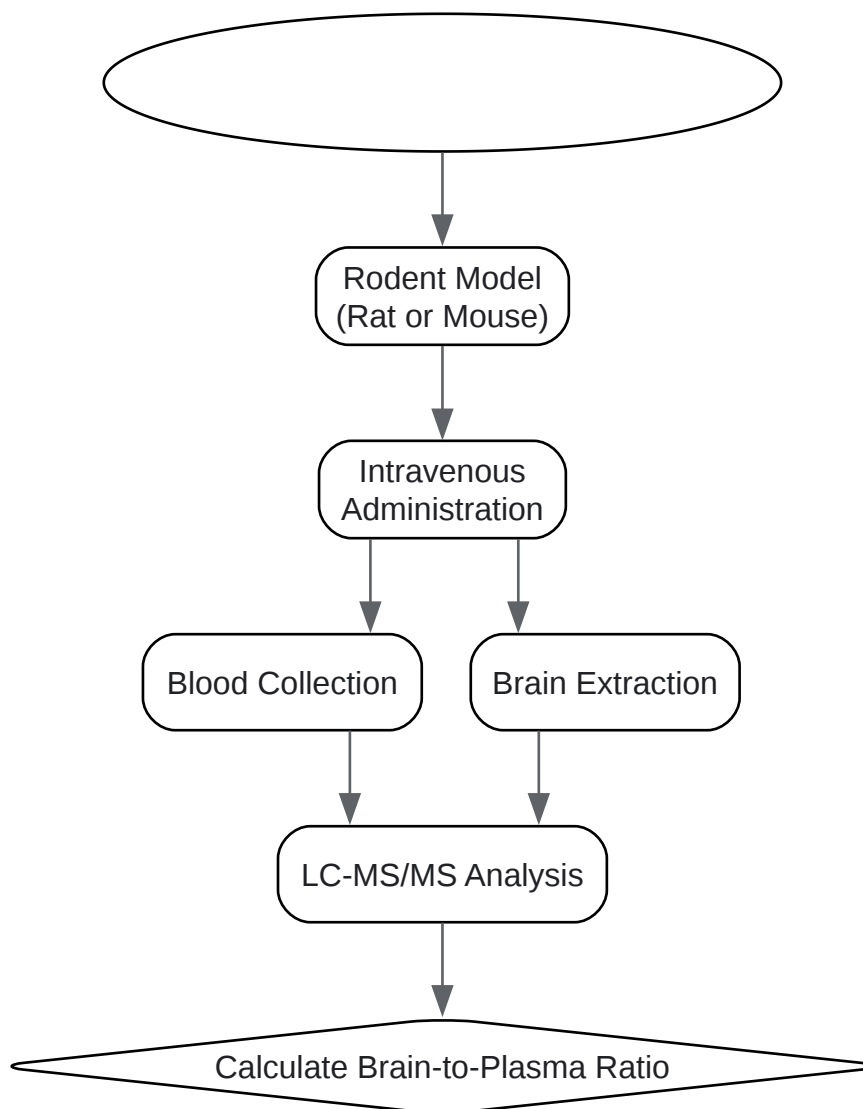 Rodent Model
(Rat or Mouse)
Intravenous
Administration
Blood Collection
Brain Extraction
LC-MS/MS Analysis
Calculate Brain-to-Plasma Ratio